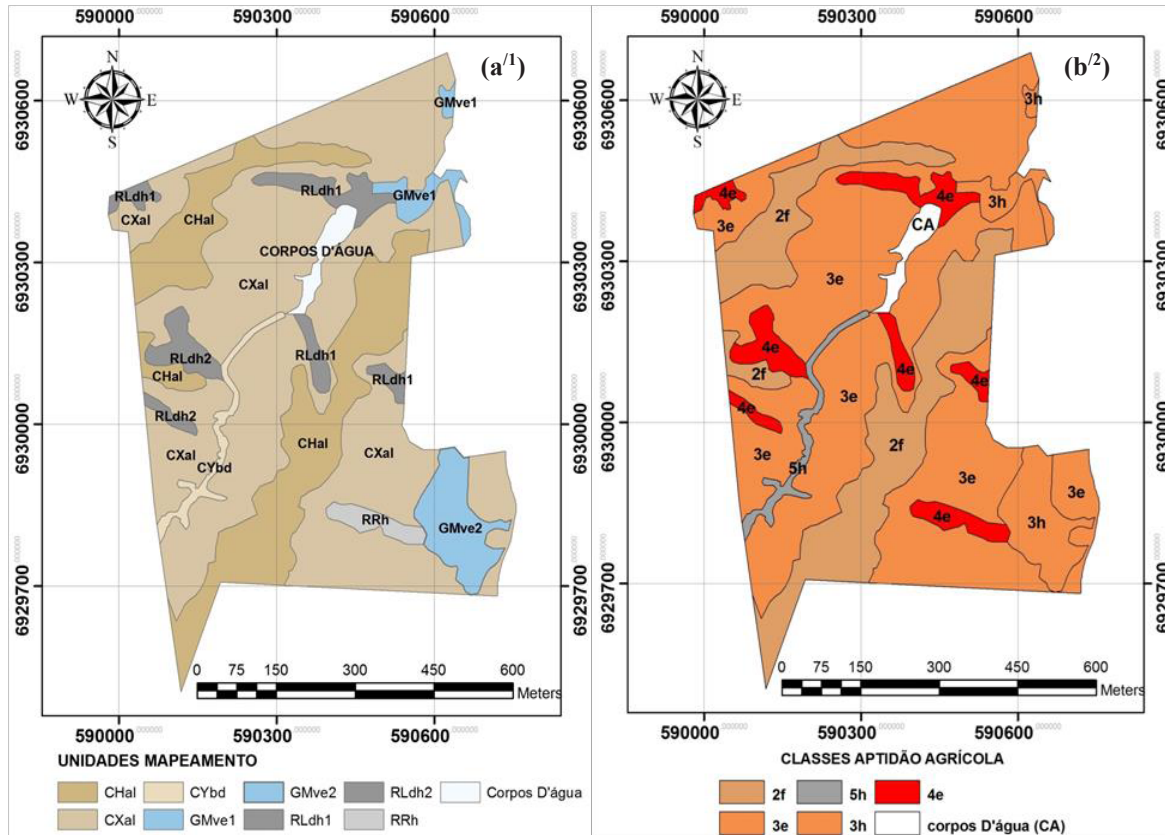 590000 590300 590600
(a/1)
N
W E
S
6930600
6930300
6930000
6929700
GMve1
RLdh1
RLdh1
GMve1
CXal
CHal
CORPOS D'ÁGUA
CXal
RLdh2
RLdh1
CHal
RLdh1
RLdh2
CHal
CXal
CXal
CYbd
RRh
GMve2
0 75 150 300 450 600
Meters
590000 590300 590600
UNIDADES MAPEAMENTO
CHal CYbd GMve2 RLdh2 Corpos D'água
CXal GMve1 RLdh1 RRh
590000 590300 590600
(b/2)
N
W E
S
6930600
6930300
6930000
6929700
3h
4e
4e
3h
3e
2f
CA
3e
4e
4e
2f
4e
4e
3e
2f
3e
3e
5h
3e
3e
4e
3h
0 75 150 300 450 600
Meters
590000 590300 590600
CLASSES APTIDÃO AGRÍCOLA
2f 5h 4e
3e 3h corpos D'água (CA)